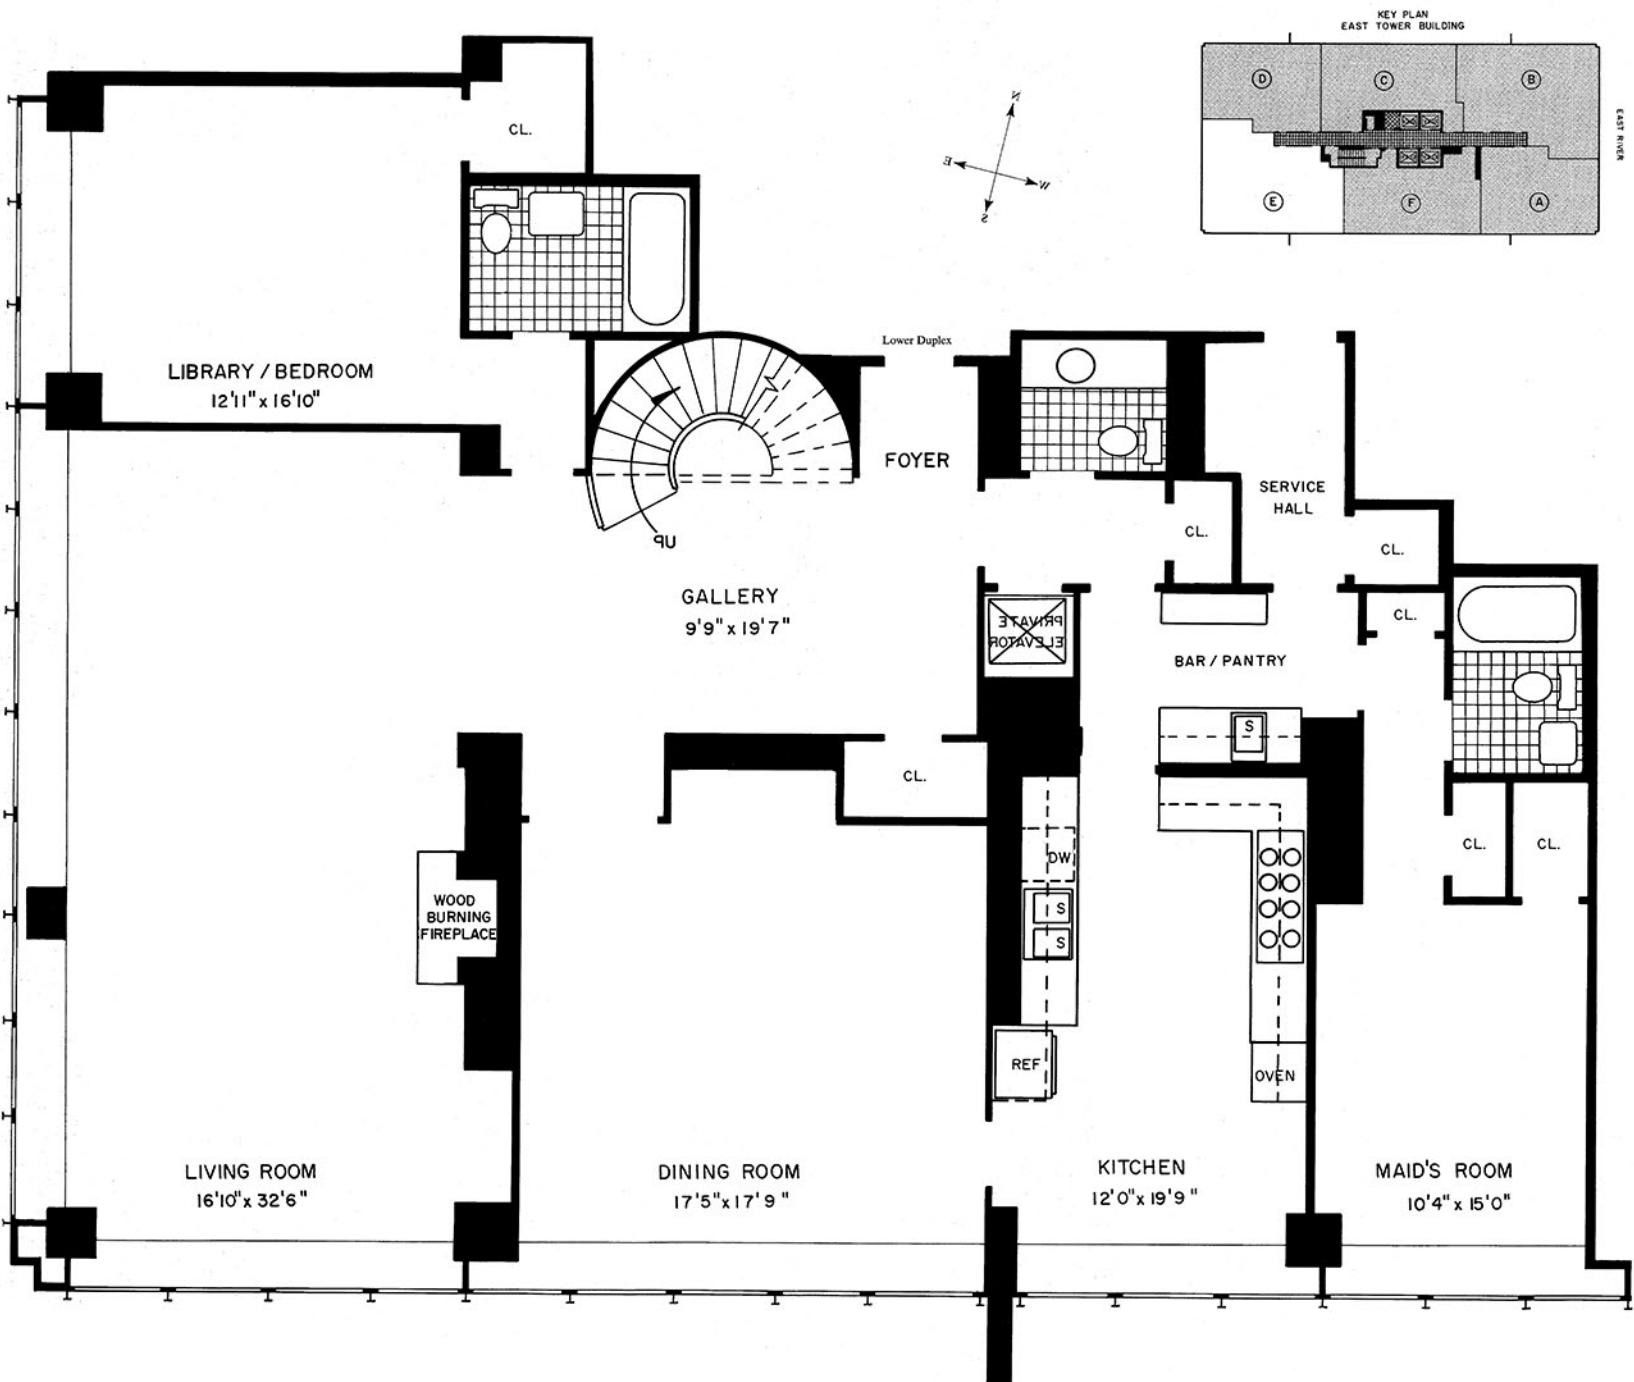 KEY PLAN
EAST TOWER BUILDING
D
C
B
E
F
A
EAST RIVER
N
E
W
S
CL.
LIBRARY / BEDROOM
12'11" x 16'10"
Lower Duplex
FOYER
UP
SERVICE
HALL
CL.
CL.
CL.
GALLERY
9'9" x 19'7"
PRIVATE
ELEVATOR
BAR / PANTRY
S
CL.
DW
S
S
CL.
CL.
WOOD
BURNING
FIREPLACE
REF
OVEN
LIVING ROOM
16'10" x 32'6"
DINING ROOM
17'5" x 17'9"
KITCHEN
12'0" x 19'9"
MAID'S ROOM
10'4" x 15'0"